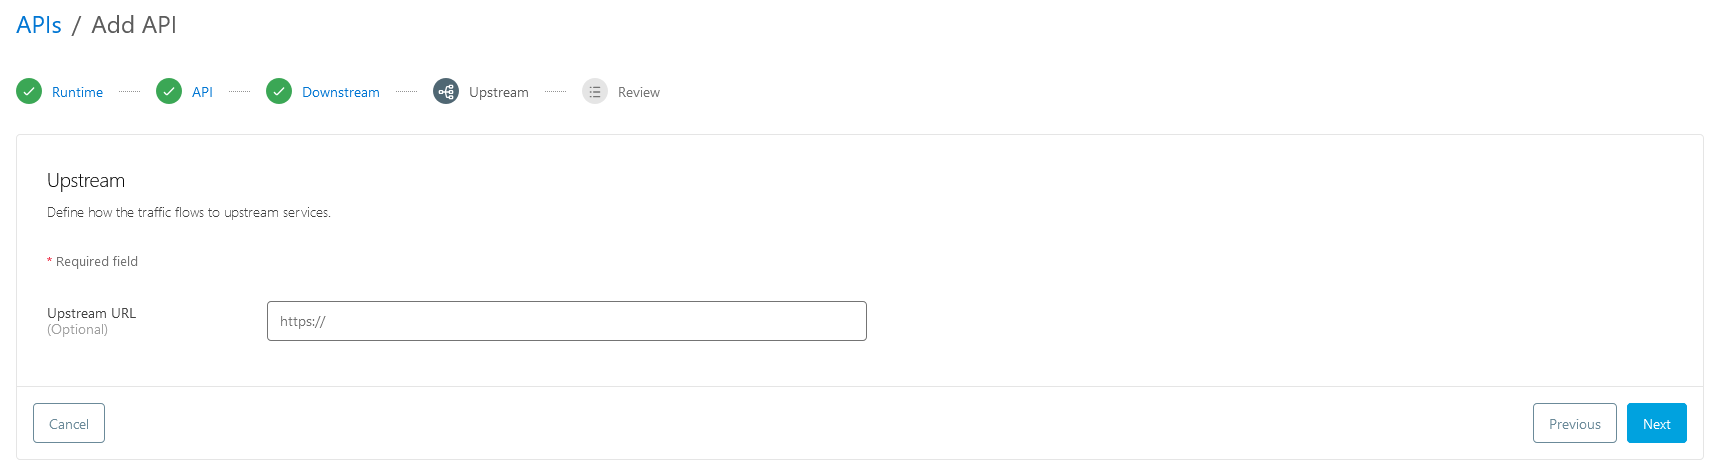 APIs / Add API
Runtime API Downstream Upstream Review
Upstream
Define how the traffic flows to upstream services.
* Required field
Upstream URL
(Optional)
https://
Cancel Previous Next